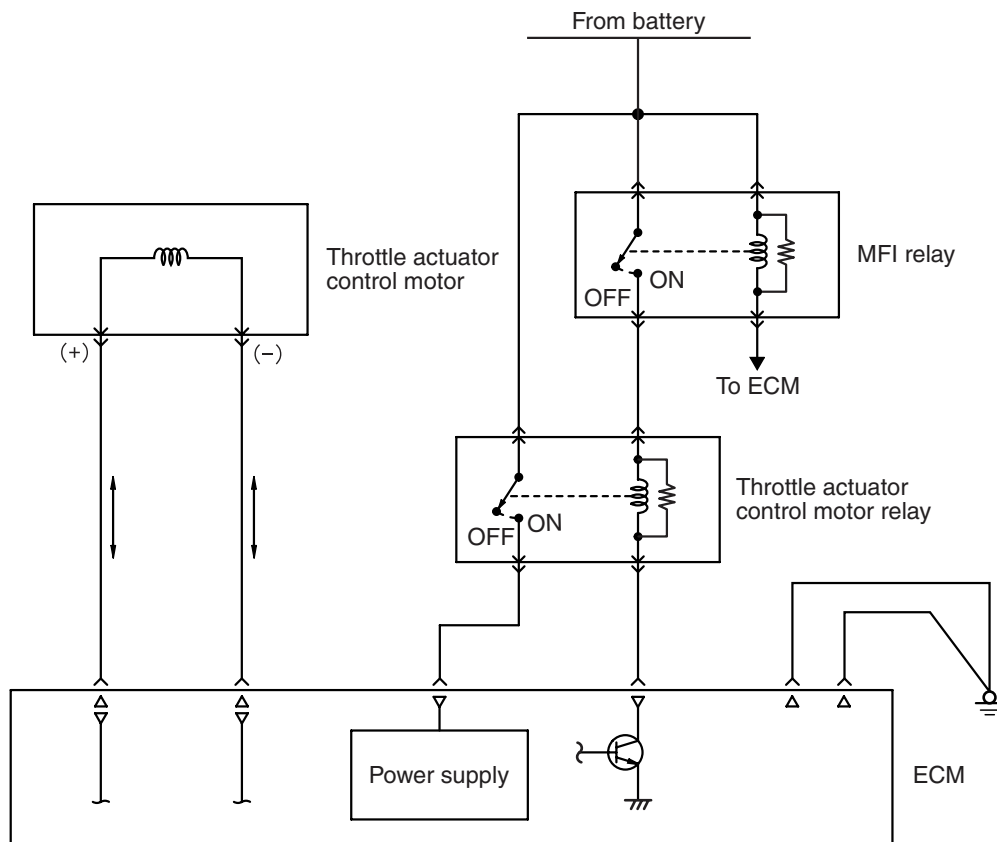 From battery
Throttle actuator
control motor
MFI relay
ON
OFF
(+)
(−)
To ECM
Throttle actuator
control motor relay
ON
OFF
Power supply
ECM